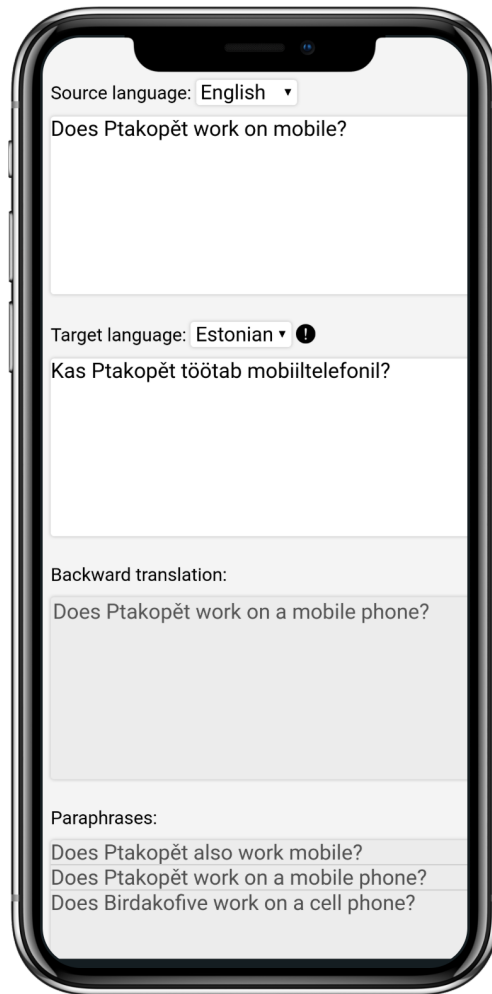 Source language: English
Does Ptakopět work on mobile?
Target language: Estonian
Kas Ptakopět töötab mobiiltelefonil?
Backward translation:
Does Ptakopět work on a mobile phone?
Paraphrases:
Does Ptakopět also work mobile?
Does Ptakopět work on a mobile phone?
Does Birdakofive work on a cell phone?